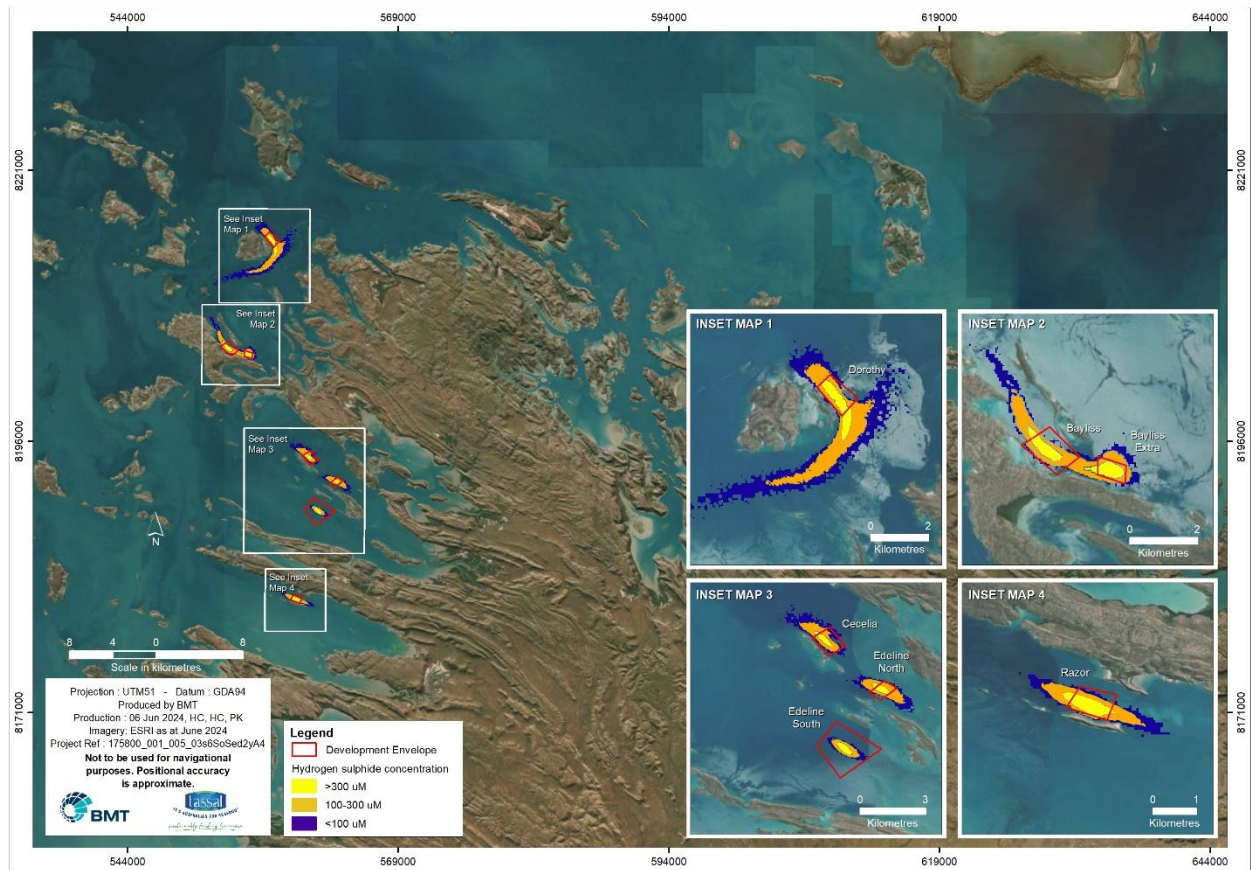 544000
569000
594000
619000
644000
8221000
8196000
8171000
8221000
8196000
8171000
See Inset
Map 1
See Inset
Map 2
See Inset
Map 3
See Inset
Map 4
N
8 4 0 8
Scale in kilometres
Projection : UTM51 - Datum : GDA94
Produced by BMT
Production : 06 Jun 2024, HC, HC, PK
Imagery: ESRI as at June 2024
Project Ref : 175800_001_005_03s6SoSed2yA4
Not to be used for navigational
purposes. Positional accuracy
is approximate.
BMT
tassal
Legend
Development Envelope
Hydrogen sulphide concentration
>300 uM
100-300 uM
<100 uM
INSET MAP 1
Dorothy
0 2
Kilometres
INSET MAP 2
Bayliss
Bayliss
Extra
0 2
Kilometres
INSET MAP 3
Cecelia
Edeline
North
Edeline
South
0 3
Kilometres
INSET MAP 4
Razor
0 1
Kilometres
544000
569000
594000
619000
644000